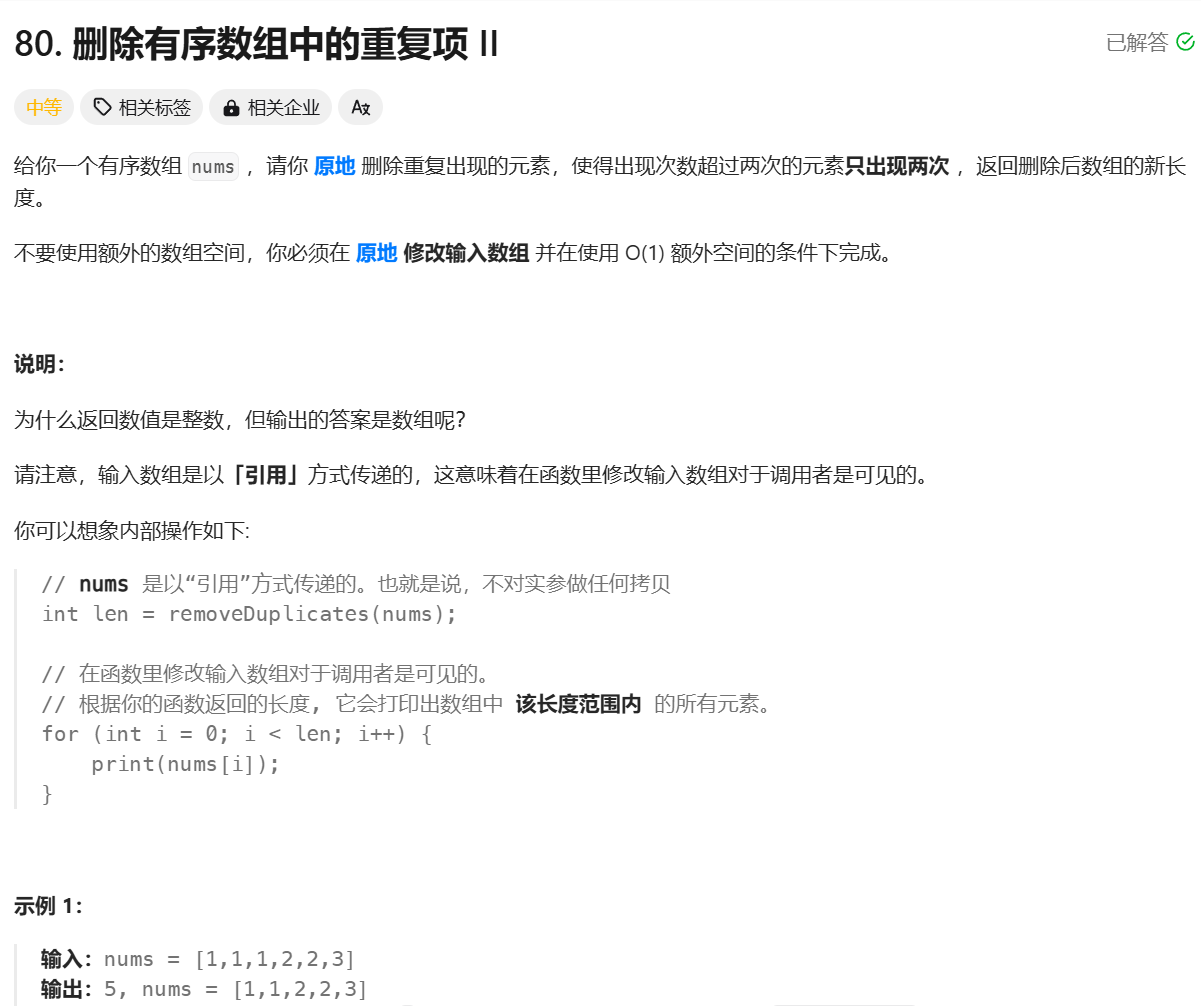 80. 删除有序数组中的重复项 II
已解答
中等 相关标签 相关企业
给你一个有序数组 nums ，请你 原地 删除重复出现的元素，使得出现次数超过两次的元素只出现两次 ，返回删除后数组的新长
度。
不要使用额外的数组空间，你必须在 原地 修改输入数组 并在使用 O(1) 额外空间的条件下完成。
说明：
为什么返回数值是整数，但输出的答案是数组呢？
请注意，输入数组是以「引用」方式传递的，这意味着在函数里修改输入数组对于调用者是可见的。
你可以想象内部操作如下:
// nums 是以“引用”方式传递的。也就是说，不对实参做任何拷贝
int len = removeDuplicates(nums);
// 在函数里修改输入数组对于调用者是可见的。
// 根据你的函数返回的长度, 它会打印出数组中 该长度范围内 的所有元素。
for (int i = 0; i < len; i++) {
    print(nums[i]);
}
示例 1：
输入：nums = [1,1,1,2,2,3]
输出：5, nums = [1,1,2,2,3]